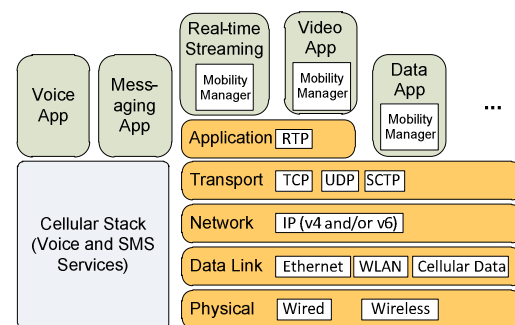 Real-time
Streaming
Mobility
Manager
Video
App
Mobility
Manager
Voice
App
Mess-
aging
App
Data
App
Mobility
Manager
...
Application RTP
Transport TCP UDP SCTP
Cellular Stack
(Voice and SMS
Services)
Network IP (v4 and/or v6)
Data Link Ethernet WLAN Cellular Data
Physical Wired Wireless